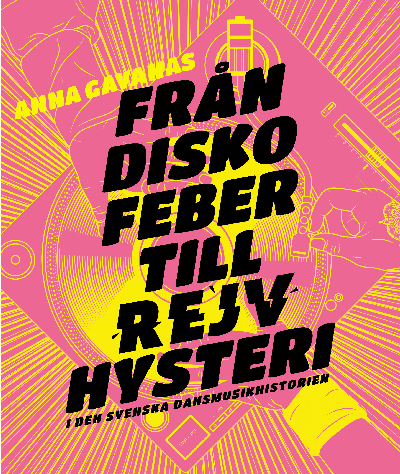 ANNA GAVANAS
FRÅN
DISKO
FEBER
TILL
REJV
HYSTERI
I DEN SVENSKA DANSMUSIKHISTORIEN